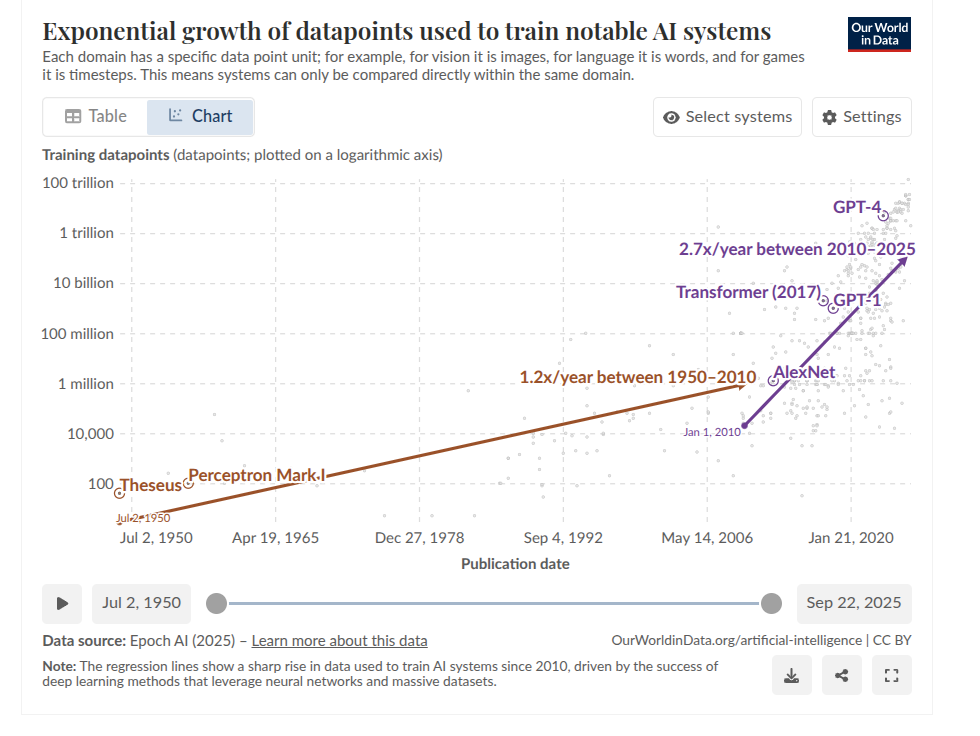 Exponential growth of datapoints used to train notable AI systems
Our World
in Data
Each domain has a specific data point unit; for example, for vision it is images, for language it is words, and for games
it is timesteps. This means systems can only be compared directly within the same domain.
Table
Chart
Select systems
Settings
Training datapoints (datapoints; plotted on a logarithmic axis)
100 trillion
1 trillion
10 billion
100 million
1 million
10,000
100
GPT-4
2.7x/year between 2010–2025
Transformer (2017)
GPT-1
1.2x/year between 1950–2010
AlexNet
Jan 1, 2010
Perceptron Mark I
Theseus
Jul 2, 1950
Jul 2, 1950
Apr 19, 1965
Dec 27, 1978
Sep 4, 1992
May 14, 2006
Jan 21, 2020
Publication date
Jul 2, 1950
Sep 22, 2025
Data source: Epoch AI (2025) – Learn more about this data
OurWorldinData.org/artificial-intelligence | CC BY
Note: The regression lines show a sharp rise in data used to train AI systems since 2010, driven by the success of
deep learning methods that leverage neural networks and massive datasets.